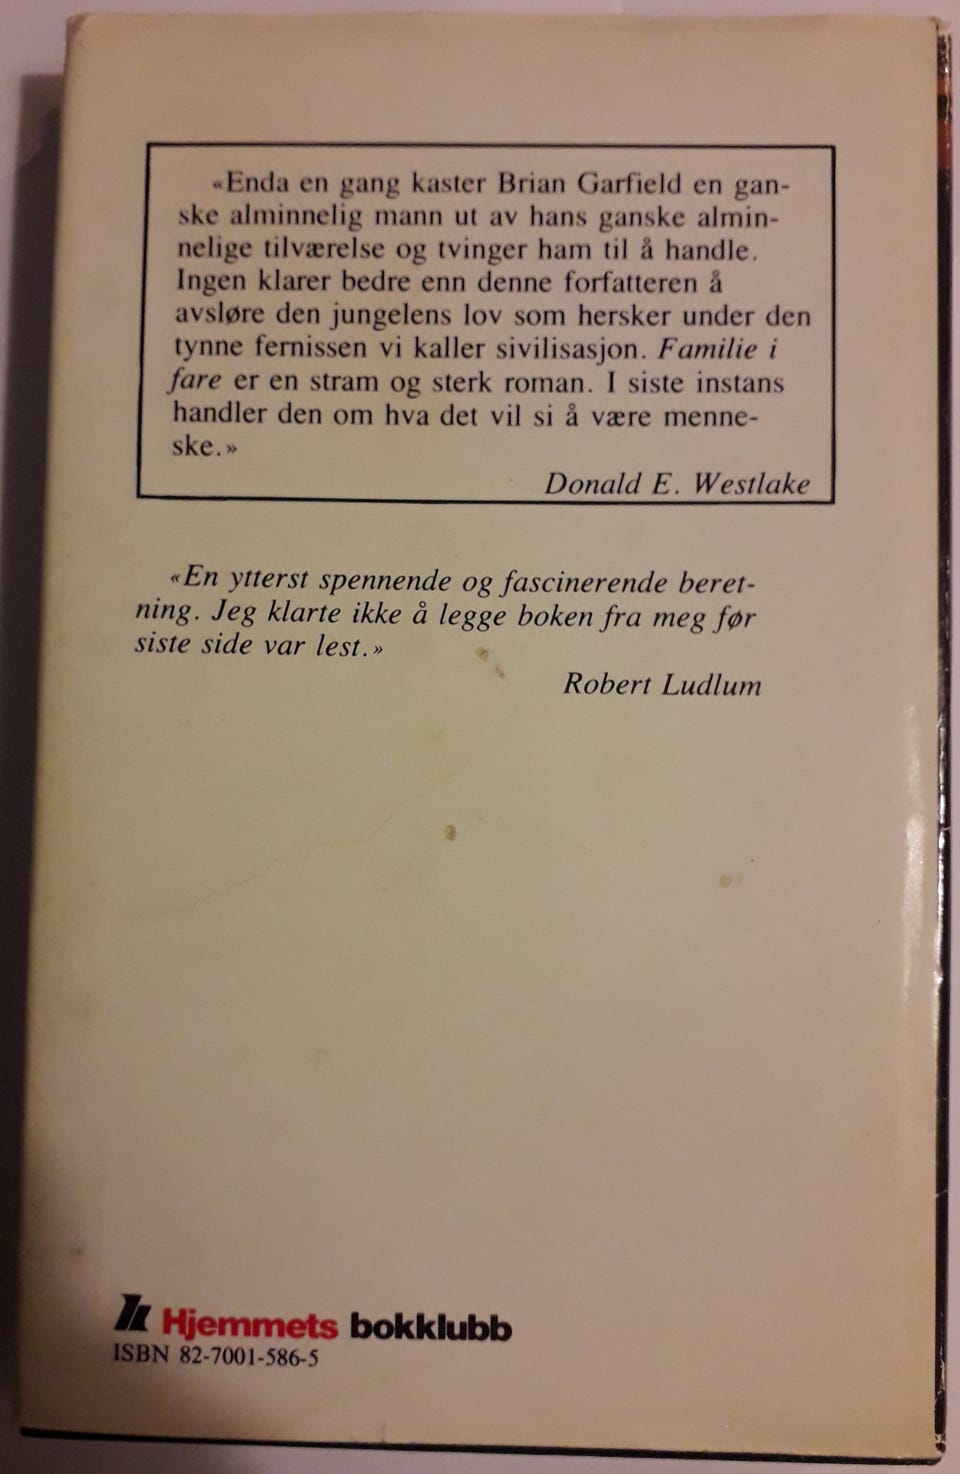 «Enda en gang kaster Brian Garfield en gan-
ske alminnelig mann ut av hans ganske almin-
nelige tilværelse og tvinger ham til å handle.
Ingen klarer bedre enn denne forfatteren å
avsløre den jungelens lov som hersker under den
tynne fernissen vi kaller sivilisasjon. Familie i
fare er en stram og sterk roman. I siste instans
handler den om hva det vil si å være menne-
ske.»
Donald E. Westlake
«En ytterst spennende og fascinerende beret-
ning. Jeg klarte ikke å legge boken fra meg før
siste side var lest.»
Robert Ludlum
Hjemmets bokklubb
ISBN 82-7001-586-5